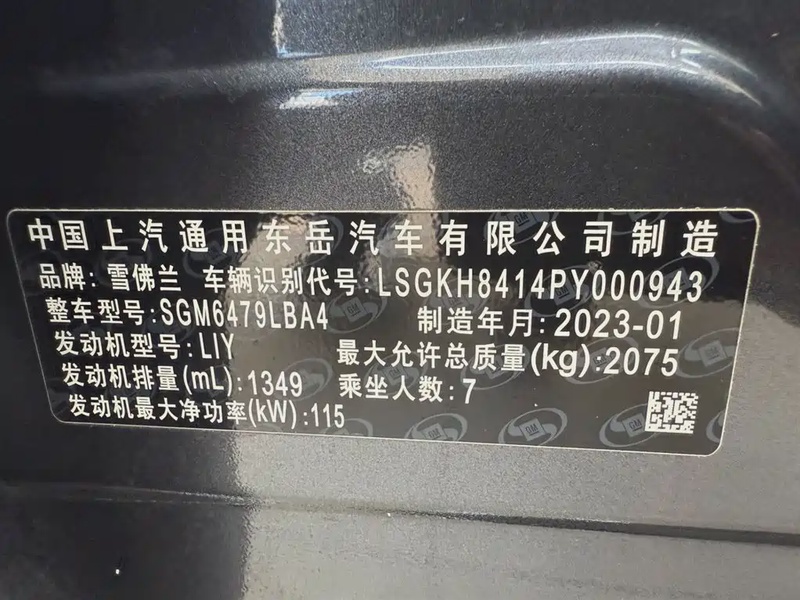 中国上汽通用东岳汽车有限公司制造
品牌: 雪佛兰 车辆识别代号: LSGKH8414PY000943
整车型号: SGM6479LBA4 制造年月: 2023-01
发动机型号: LIY 最大允许总质量(kg): 2075
发动机排量(mL): 1349 乘坐人数: 7
发动机最大净功率(kW): 115